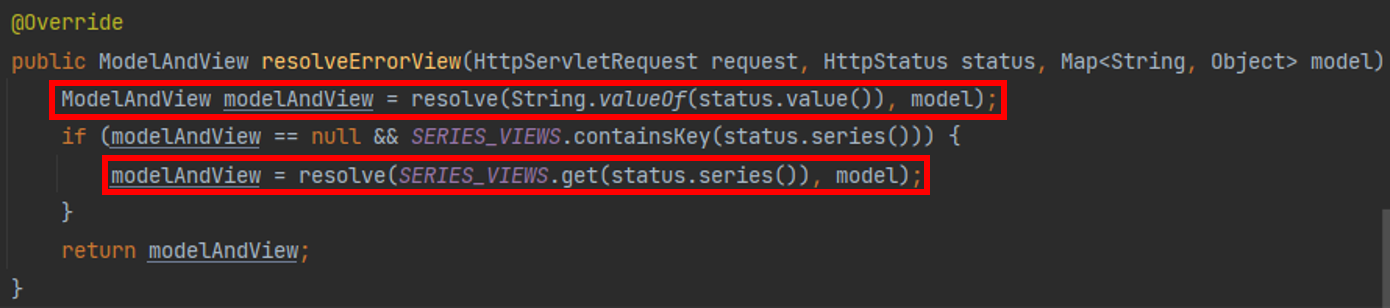 @Override
public ModelAndView resolveErrorView(HttpServletRequest request, HttpStatus status, Map<String, Object> model)
ModelAndView modelAndView = resolve(String.valueOf(status.value()), model);
if (modelAndView == null && SERIES_VIEWS.containsKey(status.series())) {
modelAndView = resolve(SERIES_VIEWS.get(status.series()), model);
}
return modelAndView;
}